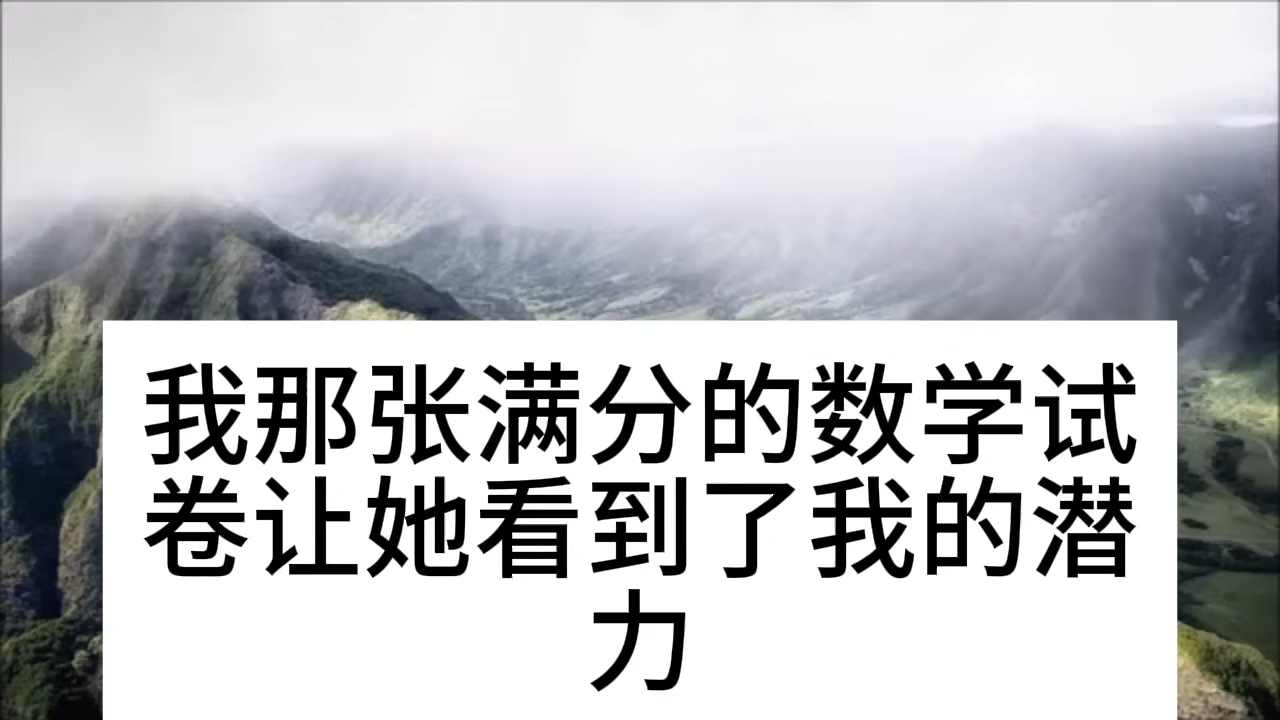 我那张满分的数学试
卷让她看到了我的潜
力